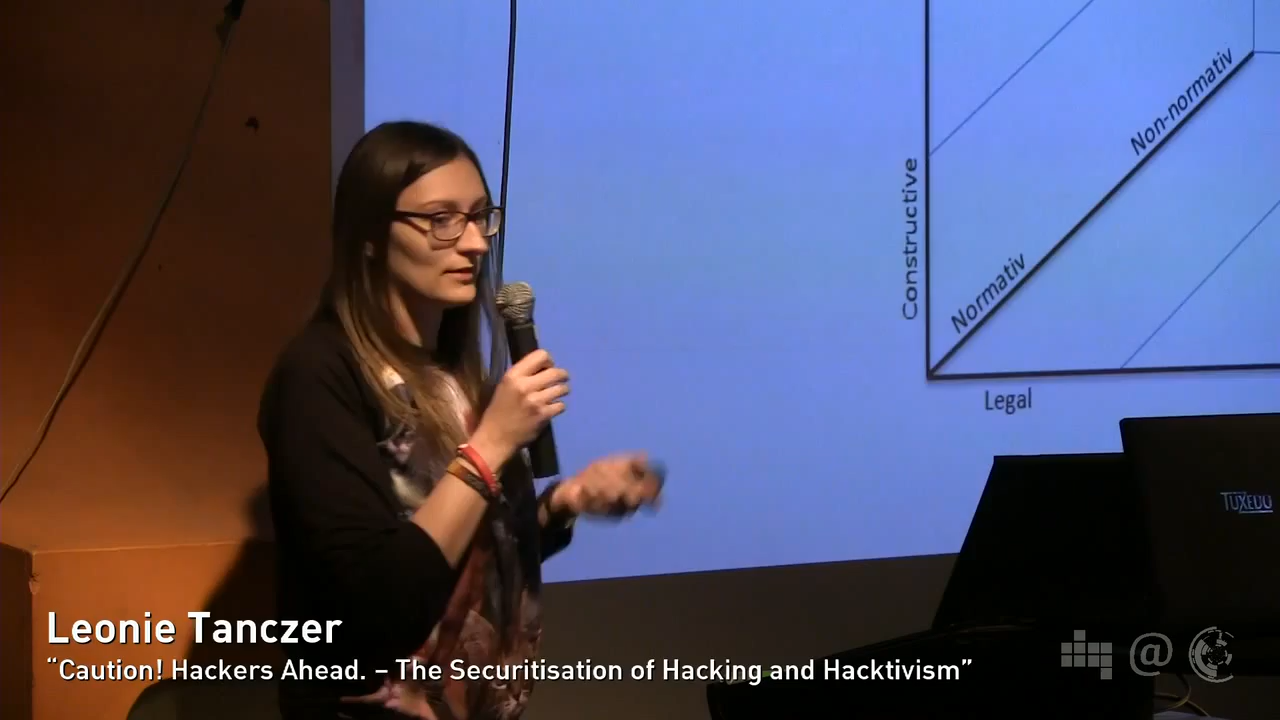 Non-normativ
Constructive
Normativ
Legal
TUXEDO
Leonie Tanczer
“Caution! Hackers Ahead. – The Securitisation of Hacking and Hacktivism”
@